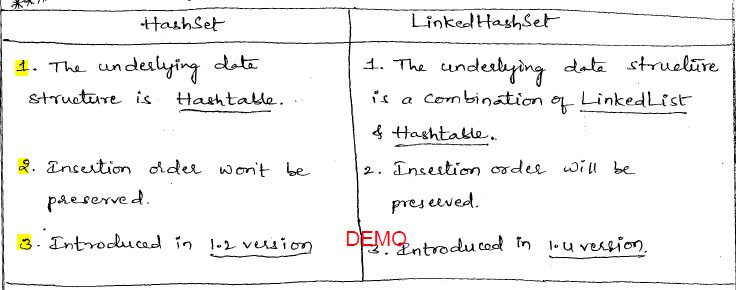 HashSet
LinkedHashSet
1. The underlying data
structure is Hashtable.
2. Insertion order won't be
preserved.
3. Introduced in 1.2 version
1. The underlying data structure
is a combination of LinkedList
& Hashtable.
2. Insertion order will be
preserved.
DEMO
3. Introduced in 1.4 version.